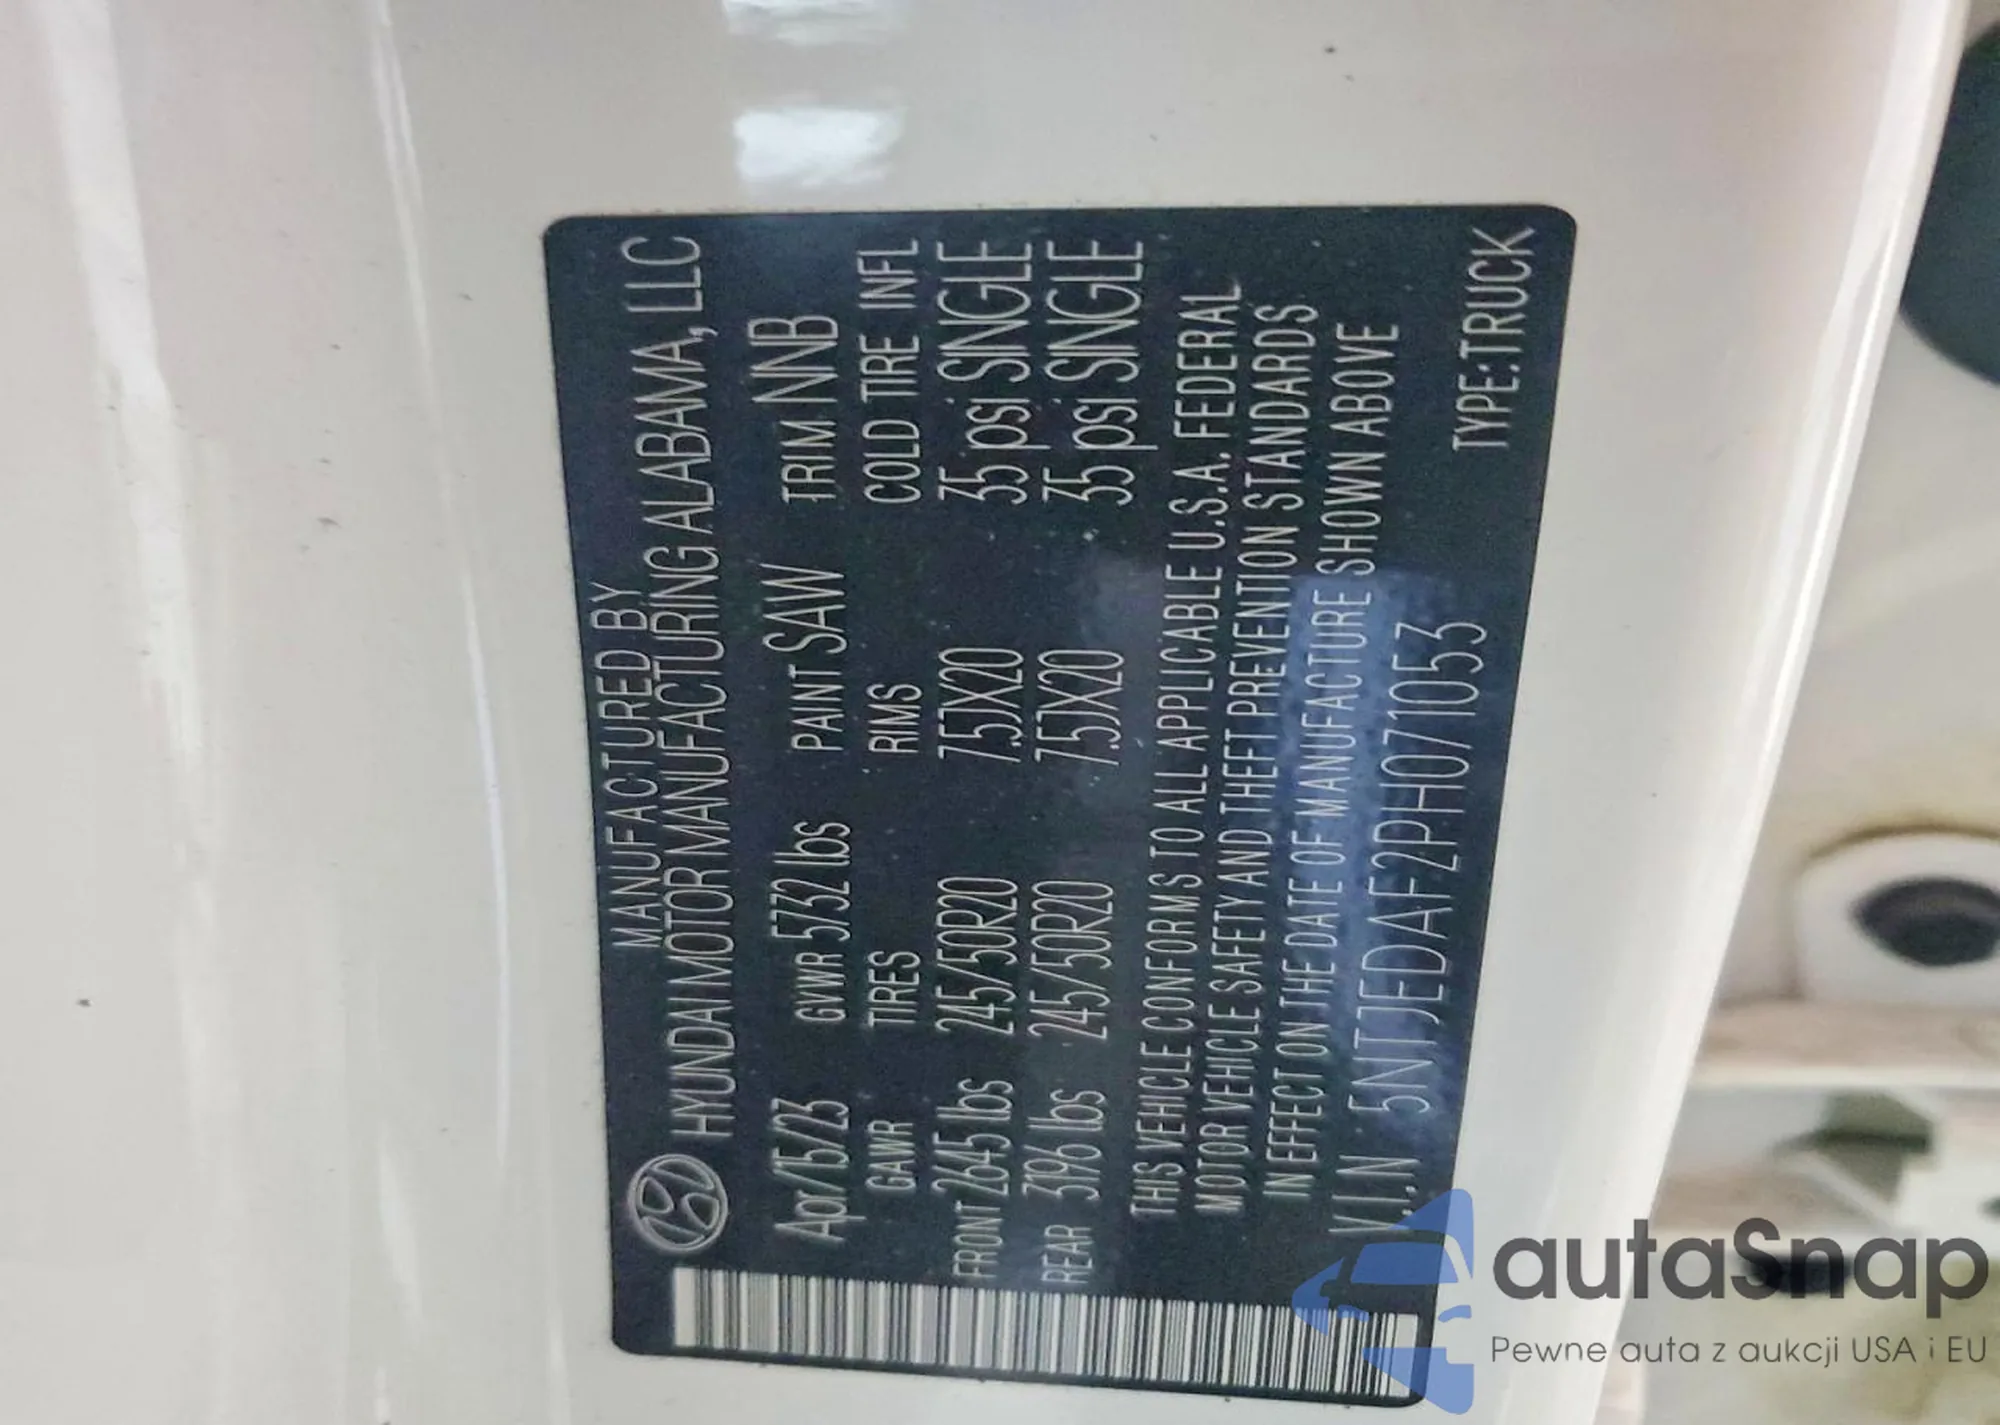 MANUFACTURED BY
HYUNDAI MOTOR MANUFACTURING ALABAMA, LLC
Apr/15/23 GVWR 5732 lbs PAINT SAW TRIM NNB
GAWR TIRES RIMS COLD TIRE INFL
FRONT 2645 lbs 245/50R20 7.5JX20 35 psi SINGLE
REAR 3196 lbs 245/50R20 7.5JX20 35 psi SINGLE
THIS VEHICLE CONFORMS TO ALL APPLICABLE U.S.A. FEDERAL
MOTOR VEHICLE SAFETY AND THEFT PREVENTION STANDARDS
IN EFFECT ON THE DATE OF MANUFACTURE SHOWN ABOVE
V.I.N 5NTJEDAF2PH071053 TYPE:TRUCK
autaSnap
Pewne auta z aukcji USA i EU